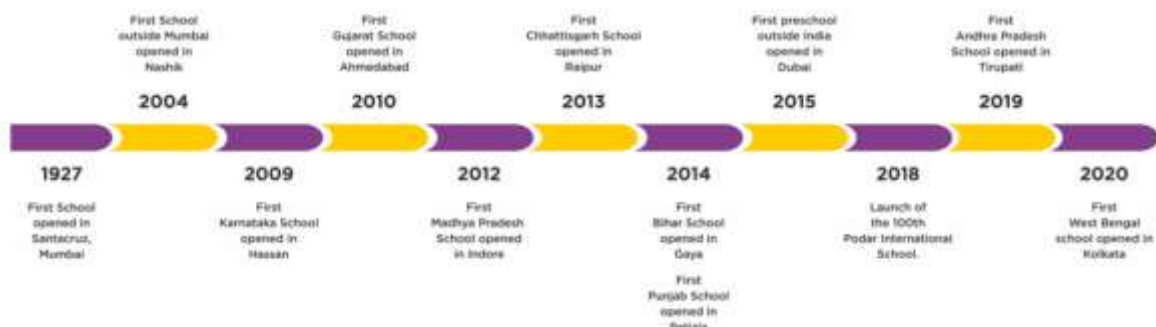 First School
outside Mumbai
opened in
Nashik
2004
First
Gujarat School
opened in
Ahmedabad
2010
First
Chhattisgarh School
opened in
Raipur
2013
First preschool
outside India
opened in
Dubai
2015
First
Andhra Pradesh
School opened in
Tirupati
2019
1927
First School
opened in
Santacruz,
Mumbai
2009
First
Karnataka School
opened in
Hassan
2012
First
Madhya Pradesh
School opened
in Indore
2014
First
Bihar School
opened in
Gaya
First
Punjab School
opened in
2018
Launch of
the 100th
Podar International
School.
2020
First
West Bengal
school opened in
Kolkata